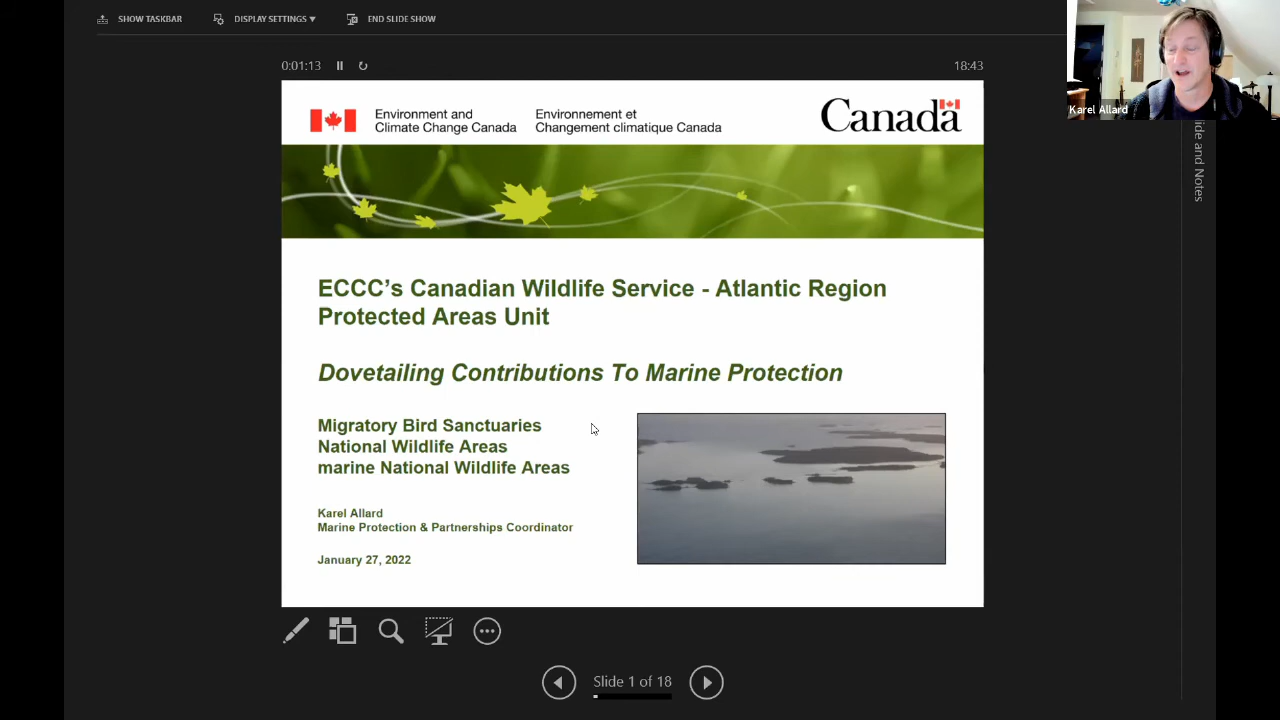 SHOW TASKBAR
DISPLAY SETTINGS ▼
END SLIDE SHOW
0:01:13
18:43
Karel Allard
Environment and
Climate Change Canada
Environnement et
Changement climatique Canada
Canada
ECCC's Canadian Wildlife Service - Atlantic Region
Protected Areas Unit
Dovetailing Contributions To Marine Protection
Migratory Bird Sanctuaries
National Wildlife Areas
marine National Wildlife Areas
Karel Allard
Marine Protection & Partnerships Coordinator
January 27, 2022
Slide 1 of 18
and Notes